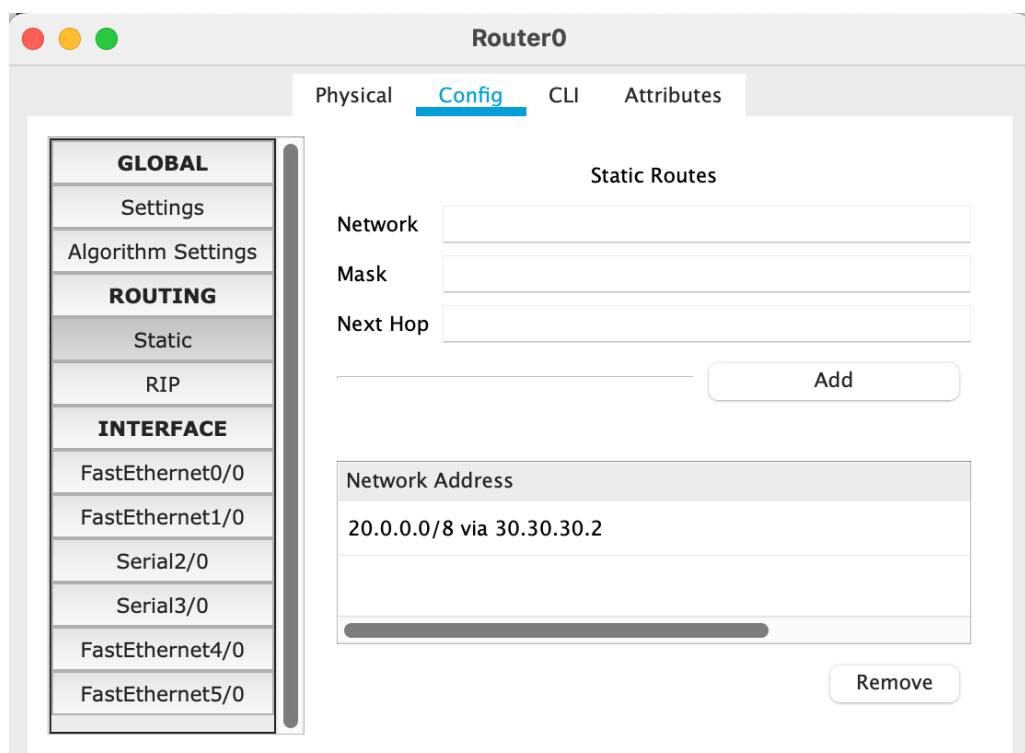 Router0
Physical Config CLI Attributes
GLOBAL
Settings
Algorithm Settings
ROUTING
Static
RIP
INTERFACE
FastEthernet0/0
FastEthernet1/0
Serial2/0
Serial3/0
FastEthernet4/0
FastEthernet5/0
Static Routes
Network
Mask
Next Hop
Add
Network Address
20.0.0.0/8 via 30.30.30.2
Remove